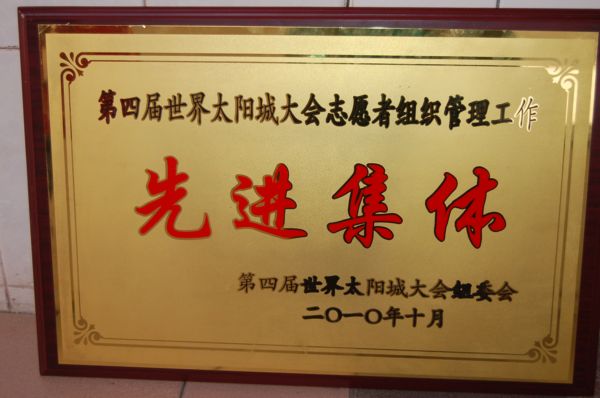 第四届世界太阳城大会志愿者组织管理工作
先进集体
第四届世界太阳城大会组委会
二〇一〇年十月